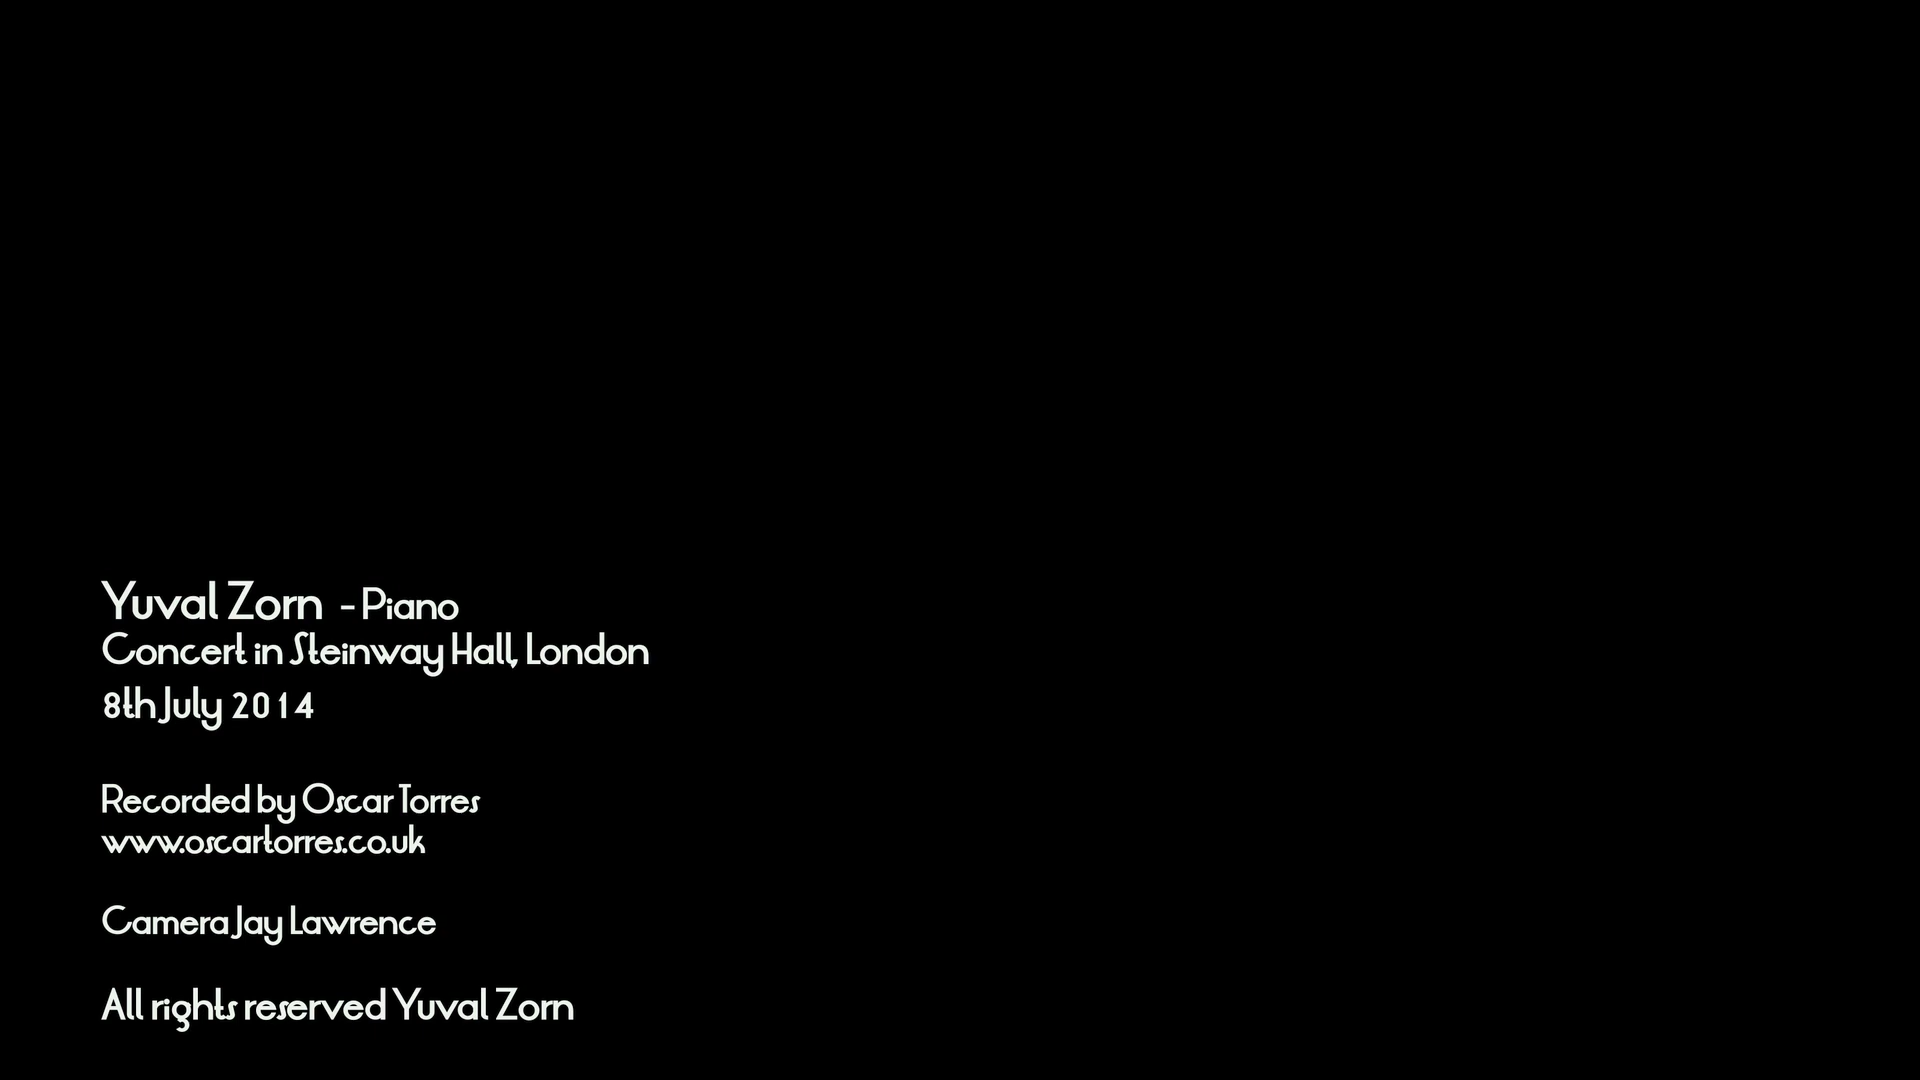 Yuval Zorn - Piano
Concert in Steinway Hall, London
8th July 2014
Recorded by Oscar Torres
www.oscartorres.co.uk
Camera Jay Lawrence
All rights reserved Yuval Zorn